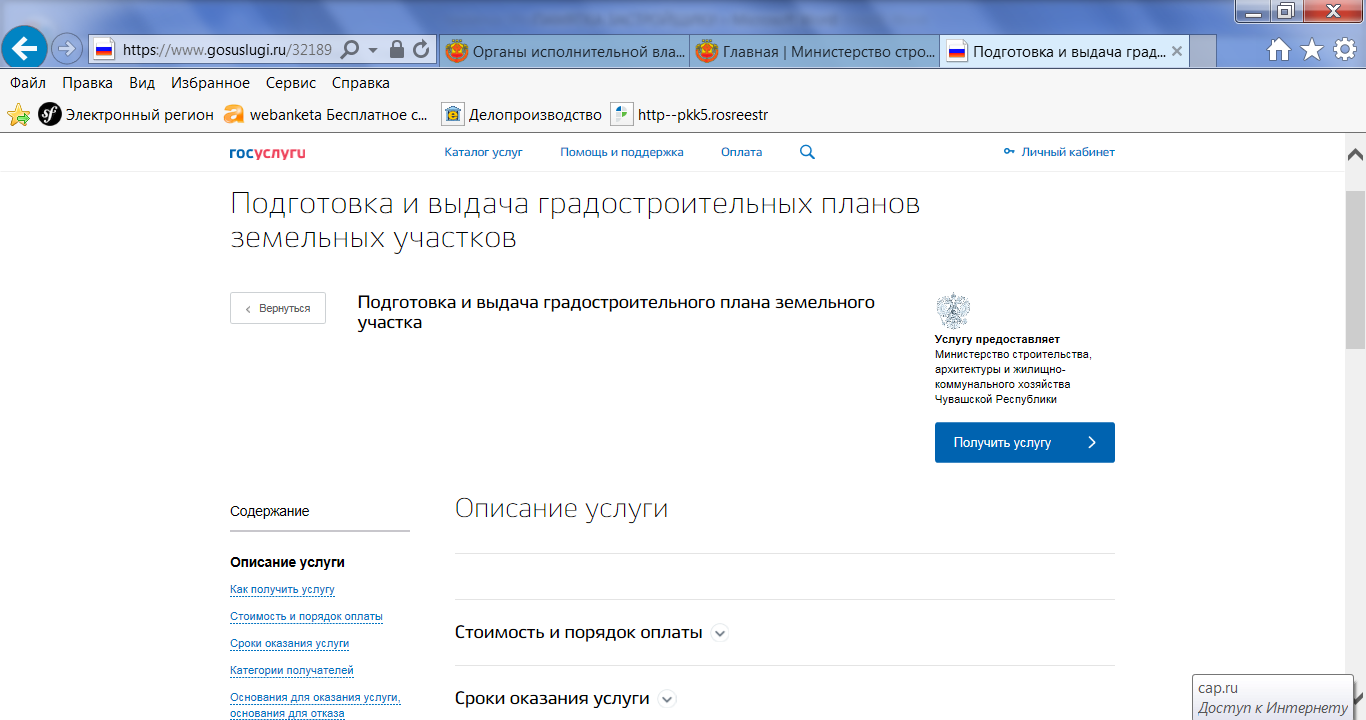 https://www.gosuslugi.ru/32189
Органы исполнительной вла...
Главная | Министерство стро...
Подготовка и выдача град...
Файл Правка Вид Избранное Сервис Справка
Электронный регион
webanketa Бесплатное с...
Делопроизводство
http--pkk5.rosreestr
госуслуги
Каталог услуг
Помощь и поддержка
Оплата
Личный кабинет
Подготовка и выдача градостроительных планов
земельных участков
Вернуться
Подготовка и выдача градостроительного плана земельного
участка
Услугу предоставляет
Министерство строительства,
архитектуры и жилищно-
коммунального хозяйства
Чувашской Республики
Получить услугу
Содержание
Описание услуги
Как получить услугу
Стоимость и порядок оплаты
Сроки оказания услуги
Категории получателей
Основания для оказания услуги,
основания для отказа
Описание услуги
Стоимость и порядок оплаты
Сроки оказания услуги
cap.ru
Доступ к Интернету